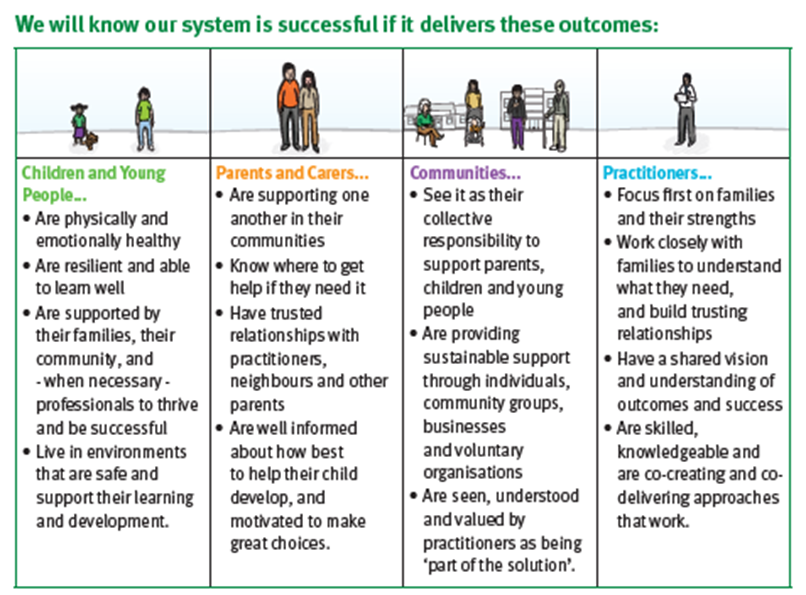 We will know our system is successful if it delivers these outcomes:
Children and Young
People...
• Are physically and
emotionally healthy
• Are resilient and able
to learn well
• Are supported by
their families, their
community, and
- when necessary -
professionals to thrive
and be successful
• Live in environments
that are safe and
support their learning
and development.
Parents and Carers...
• Are supporting one
another in their
communities
• Know where to get
help if they need it
• Have trusted
relationships with
practitioners,
neighbours and other
parents
• Are well informed
about how best
to help their child
develop, and
motivated to make
great choices.
Communities...
• See it as their
collective
responsibility to
support parents,
children and young
people
• Are providing
sustainable support
through individuals,
community groups,
businesses
and voluntary
organisations
• Are seen, understood
and valued by
practitioners as being
‘part of the solution’.
Practitioners...
• Focus first on families
and their strengths
• Work closely with
families to understand
what they need,
and build trusting
relationships
• Have a shared vision
and understanding of
outcomes and success
• Are skilled,
knowledgeable and
are co-creating and co-
delivering approaches
that work.